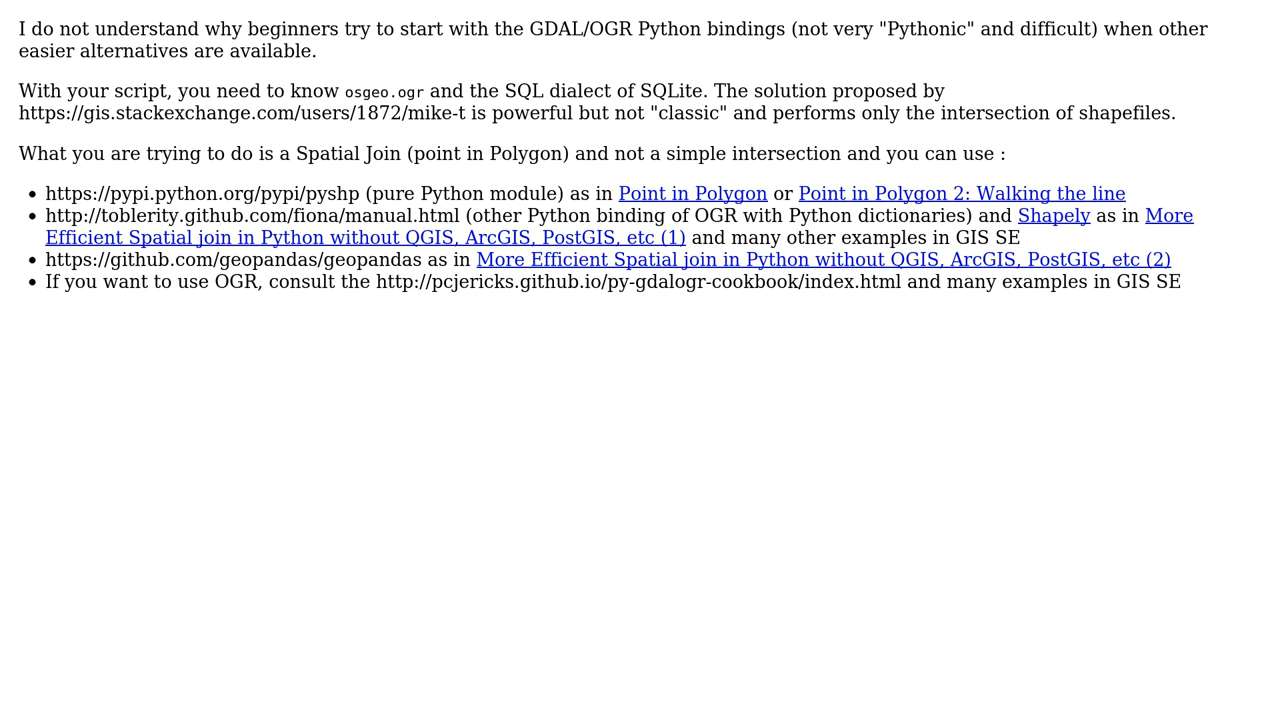 I do not understand why beginners try to start with the GDAL/OGR Python bindings (not very "Pythonic" and difficult) when other
easier alternatives are available.
With your script, you need to know osgeo.ogr and the SQL dialect of SQLite. The solution proposed by
https://gis.stackexchange.com/users/1872/mike-t is powerful but not "classic" and performs only the intersection of shapefiles.
What you are trying to do is a Spatial Join (point in Polygon) and not a simple intersection and you can use :
• https://pypi.python.org/pypi/pyshp (pure Python module) as in Point in Polygon or Point in Polygon 2: Walking the line
• http://toblerity.github.com/fiona/manual.html (other Python binding of OGR with Python dictionaries) and Shapely as in More
Efficient Spatial join in Python without QGIS, ArcGIS, PostGIS, etc (1) and many other examples in GIS SE
• https://github.com/geopandas/geopandas as in More Efficient Spatial join in Python without QGIS, ArcGIS, PostGIS, etc (2)
• If you want to use OGR, consult the http://pcjericks.github.io/py-gdalogr-cookbook/index.html and many examples in GIS SE